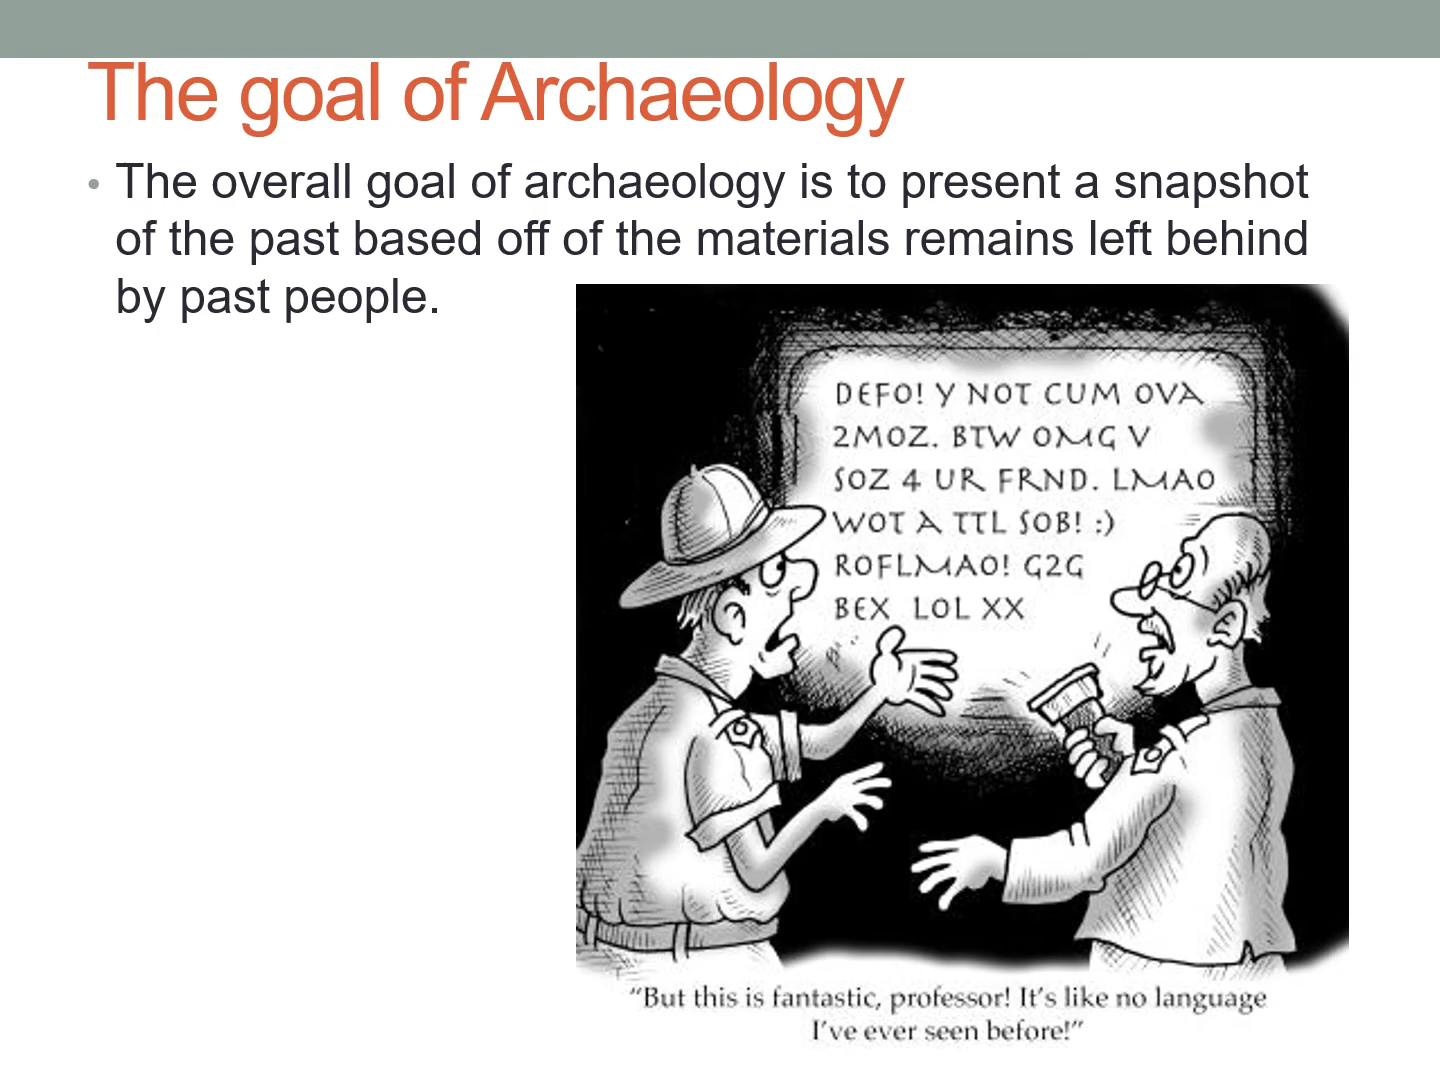 The goal of Archaeology
• The overall goal of archaeology is to present a snapshot
of the past based off of the materials remains left behind
by past people.
DEFO! Y NOT CUM OVA
2MOZ. BTW OMG V
SOZ 4 UR FRND. LMAO
WOT A TTL SOB! :)
ROFLMAO! G2G
BEX LOL XX
"But this is fantastic, professor! It's like no language
I've ever seen before!"